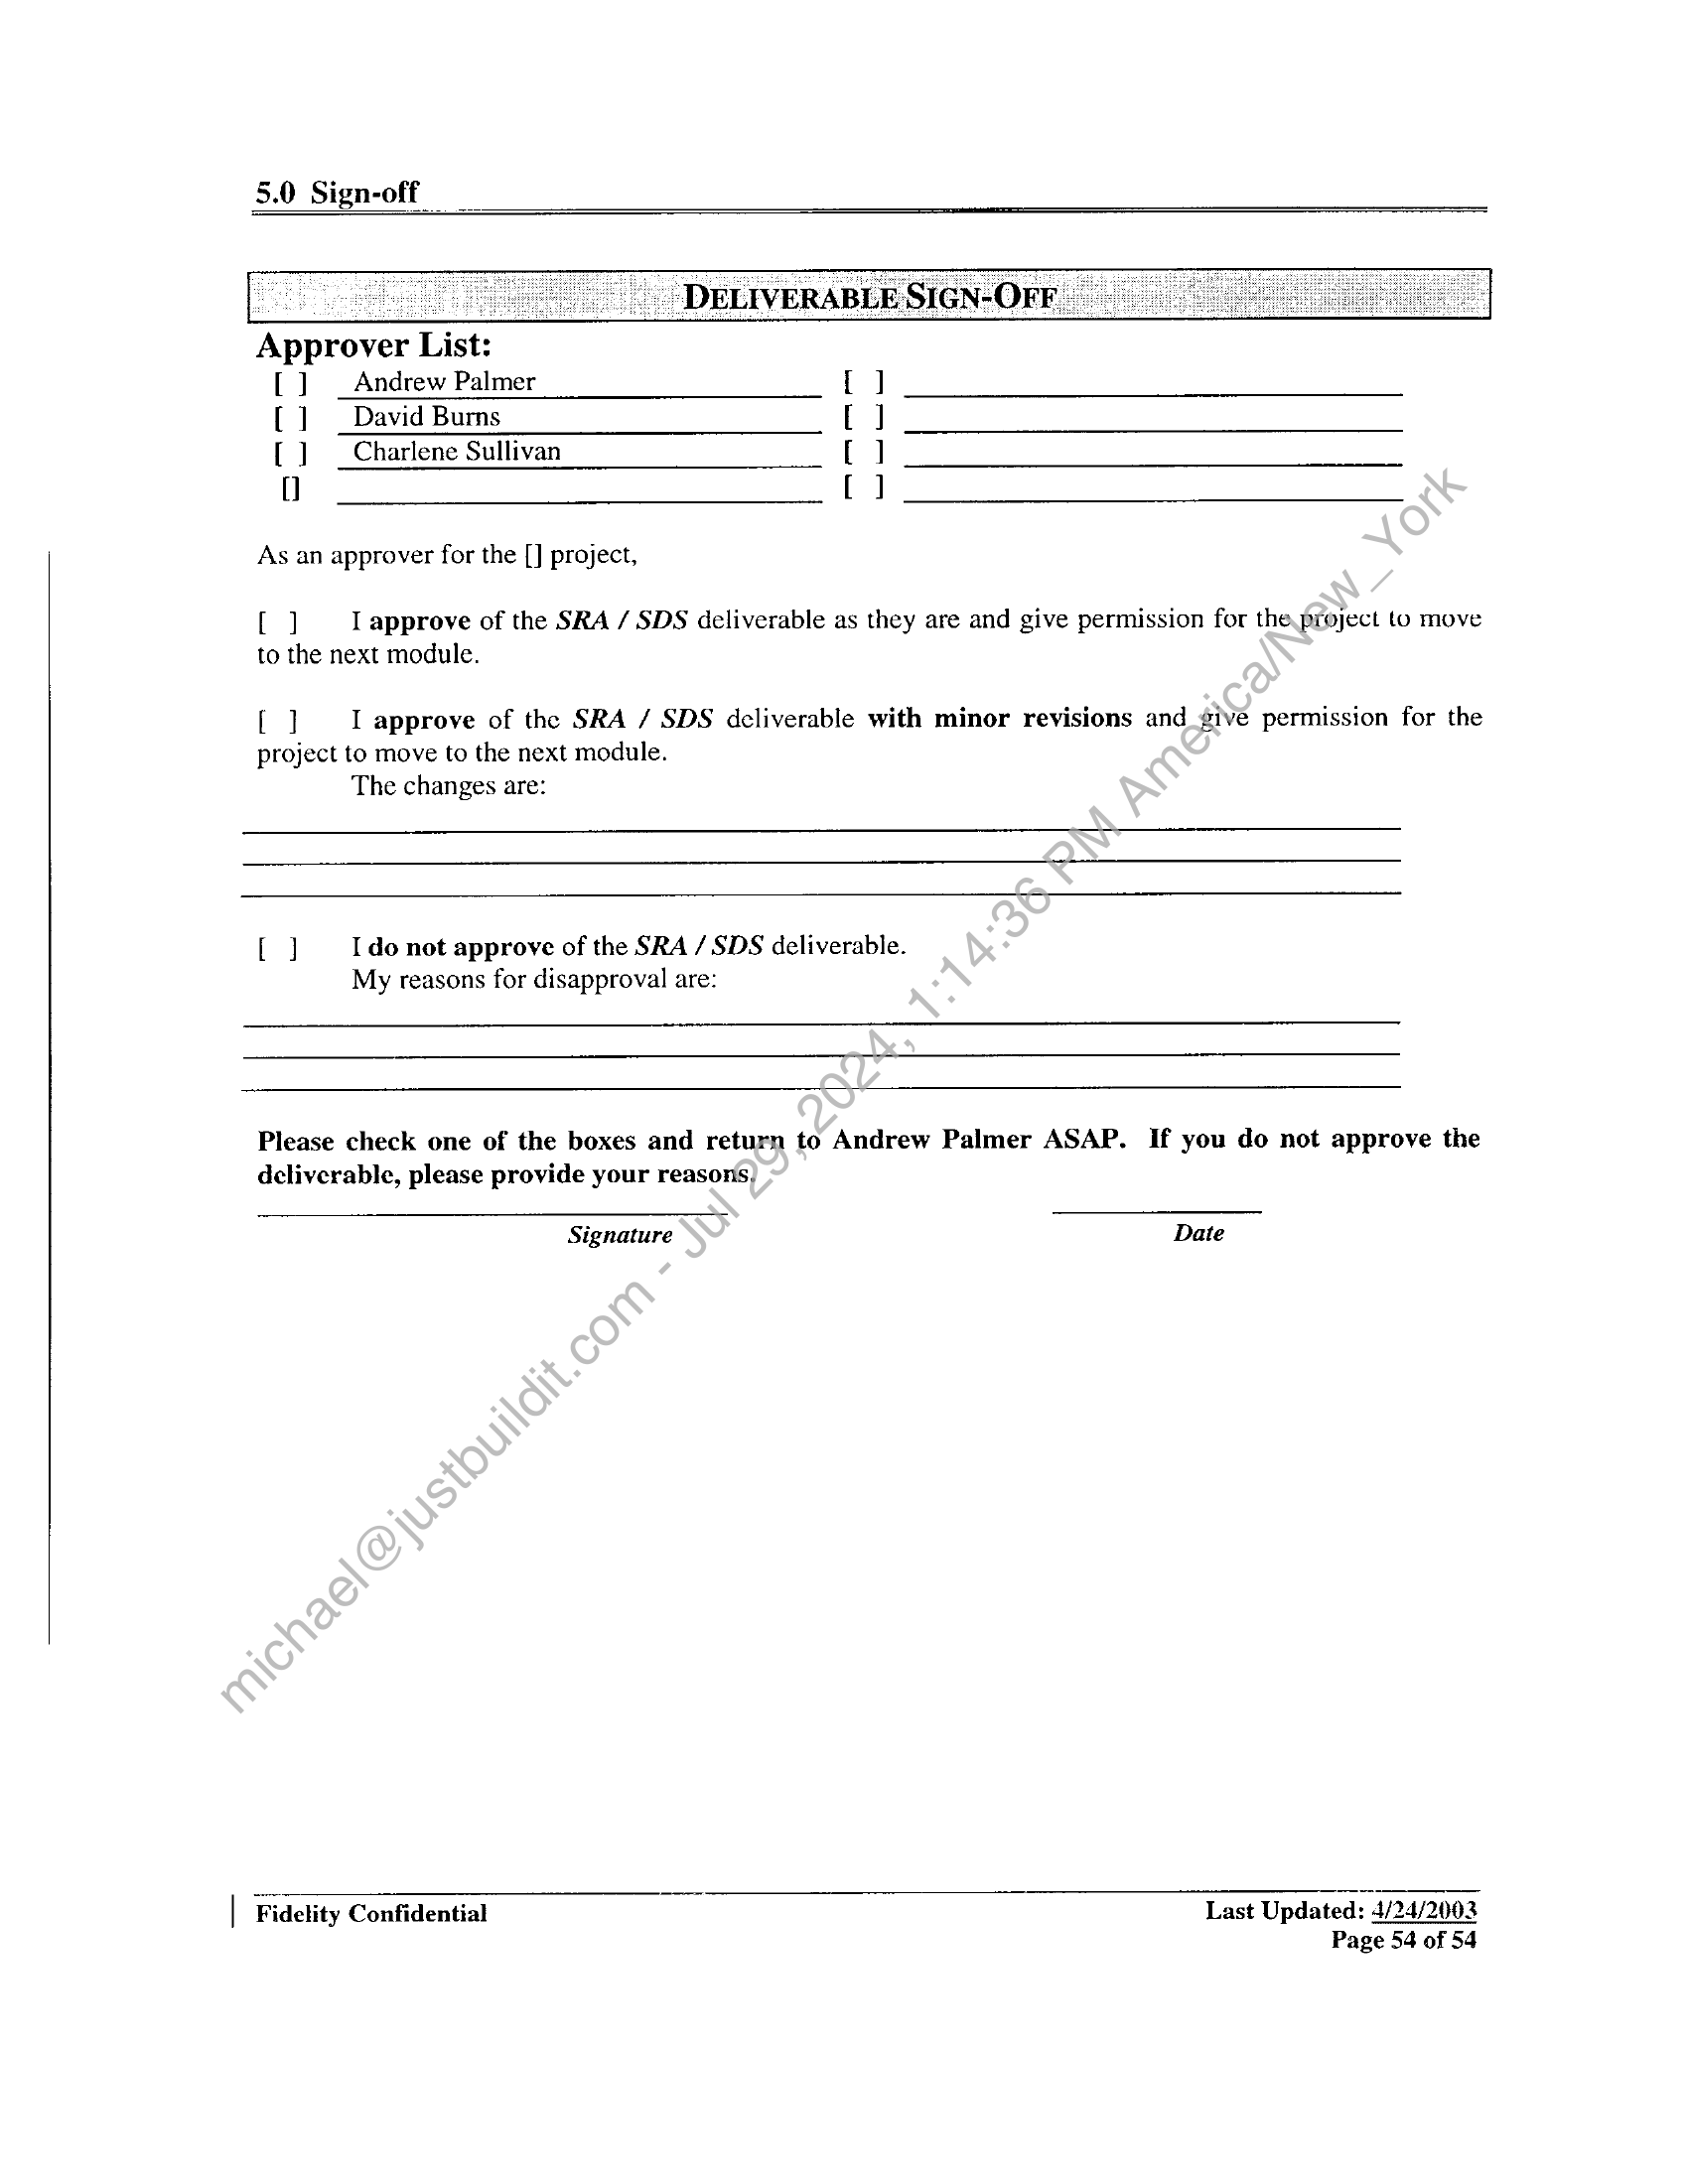 5.0 Sign-off
DELIVERABLE SIGN-OFF
Approver List:
[ ] Andrew Palmer [ ]
[ ] David Burns [ ]
[ ] Charlene Sullivan [ ]
[] [ ]
As an approver for the [] project,
[ ] I approve of the SRA / SDS deliverable as they are and give permission for the project to move
to the next module.
[ ] I approve of the SRA / SDS deliverable with minor revisions and give permission for the
project to move to the next module.
The changes are:
[ ] I do not approve of the SRA / SDS deliverable.
My reasons for disapproval are:
Please check one of the boxes and return to Andrew Palmer ASAP. If you do not approve the
deliverable, please provide your reasons.
Signature Date
michael@justbuildit.com - Jul 29, 2024, 1:14:36 PM America/New_York
Fidelity Confidential Last Updated: 4/24/2003
Page 54 of 54